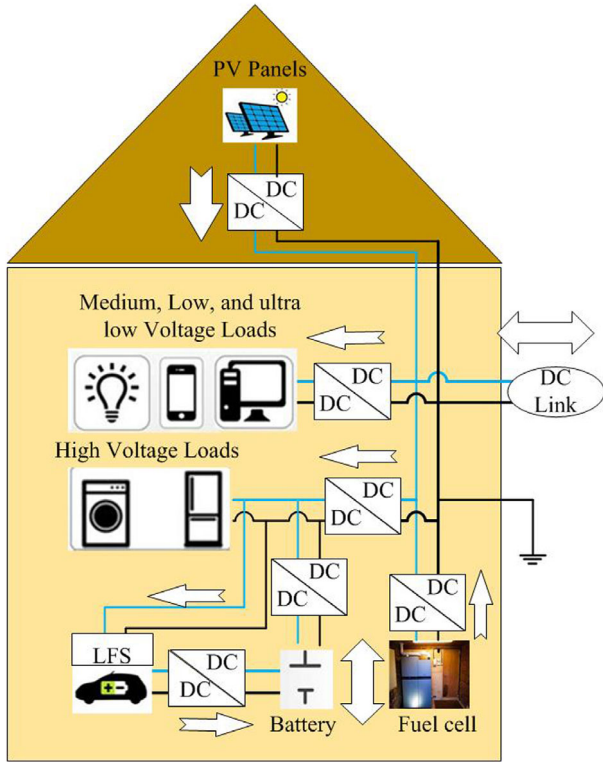 PV Panels
DC
DC
Medium, Low, and ultra
low Voltage Loads
DC
DC
DC
Link
High Voltage Loads
DC
DC
DC
DC
DC
DC
LFS
DC
DC
Battery
Fuel cell